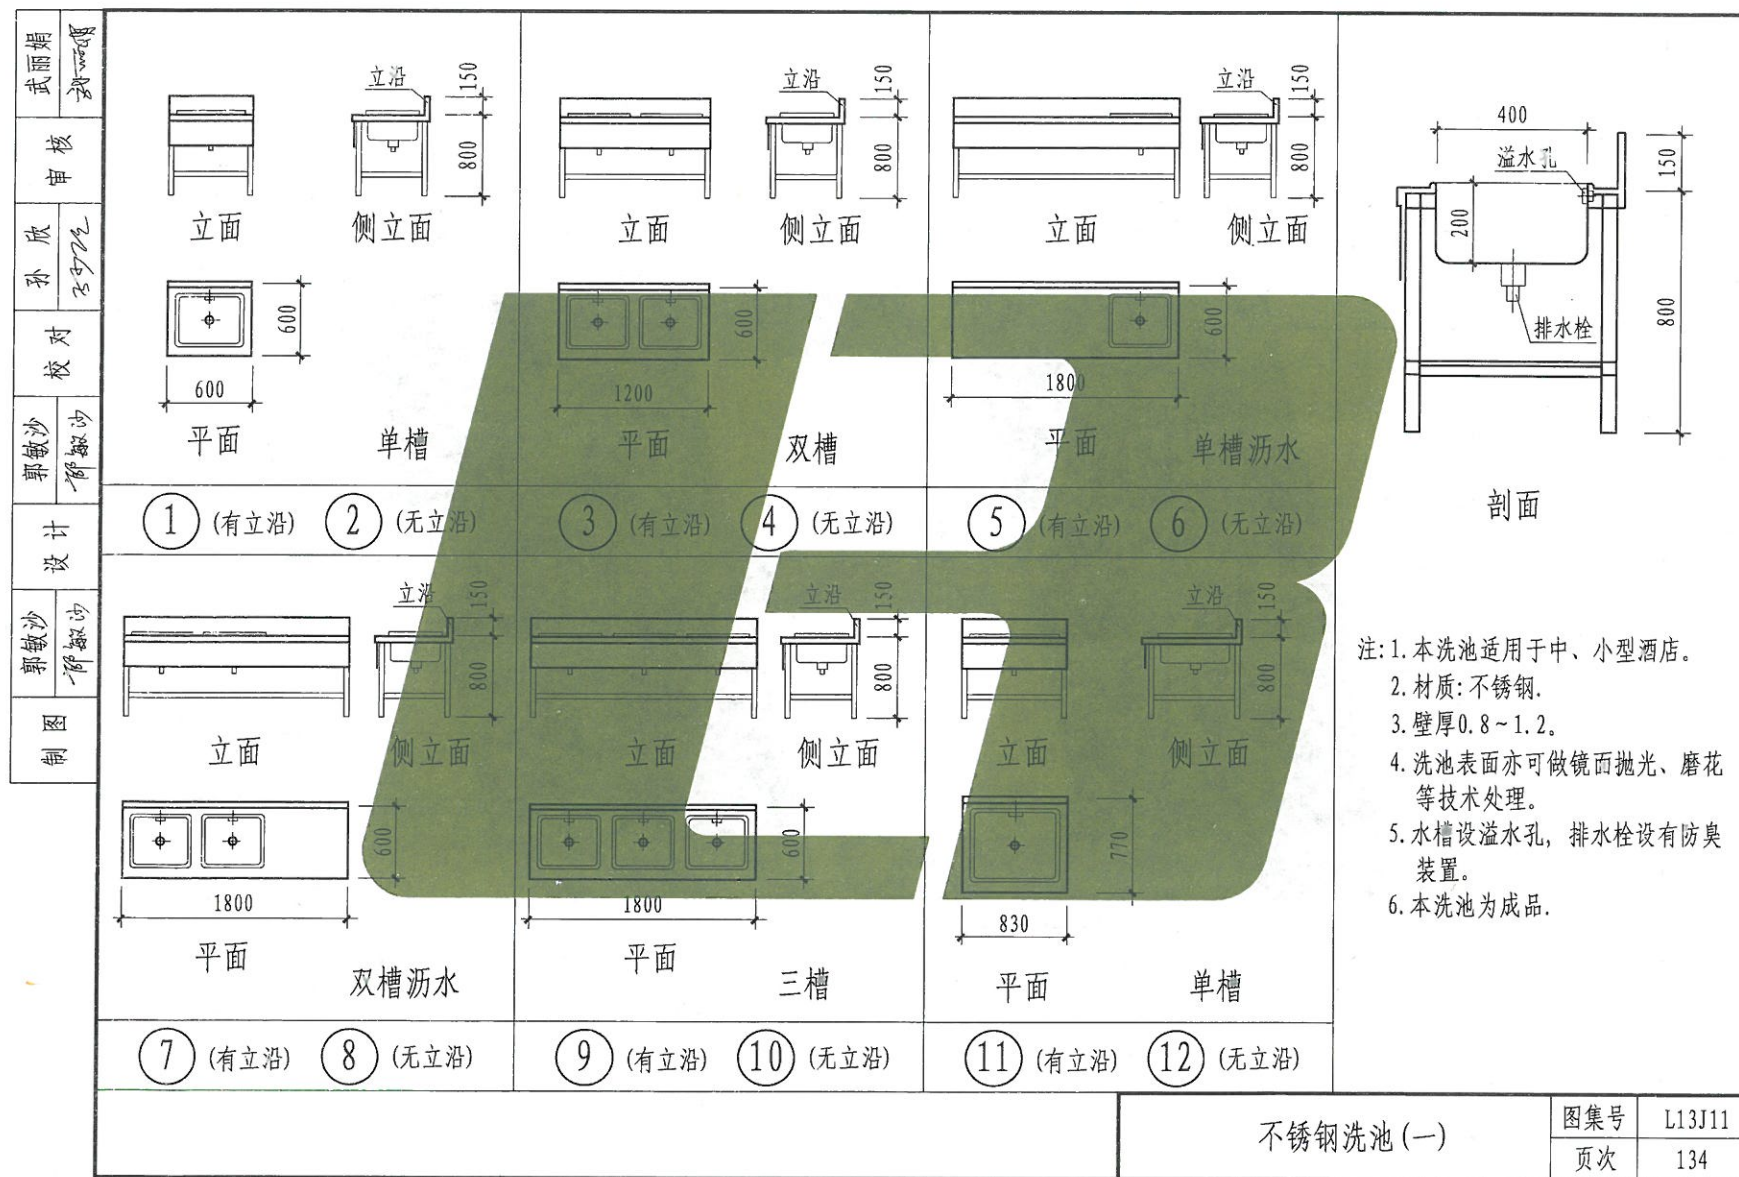 武丽娟
审核
孙欣
校对
郭敏沙
设计
郭敏沙
制图
立沿
150
800
立面
侧立面
600
600
平面
单槽
① (有立沿) ② (无立沿)
立沿
150
800
立面
侧立面
600
1200
平面
双槽
③ (有立沿) ④ (无立沿)
立沿
150
800
立面
侧立面
600
1800
平面
单槽沥水
⑤ (有立沿) ⑥ (无立沿)
400
溢水孔
150
200
排水栓
800
剖面
立沿
150
800
立面
侧立面
600
1800
平面
双槽沥水
⑦ (有立沿) ⑧ (无立沿)
立沿
150
800
立面
侧立面
600
1800
平面
三槽
⑨ (有立沿) ⑩ (无立沿)
立沿
150
800
立面
侧立面
770
830
平面
单槽
⑪ (有立沿) ⑫ (无立沿)
注:1.本洗池适用于中、小型酒店。
2.材质:不锈钢.
3.壁厚0.8~1.2。
4.洗池表面亦可做镜面抛光、磨花
等技术处理。
5.水槽设溢水孔, 排水栓设有防臭
装置。
6.本洗池为成品.
不锈钢洗池(一)
图集号 L13J11
页次 134